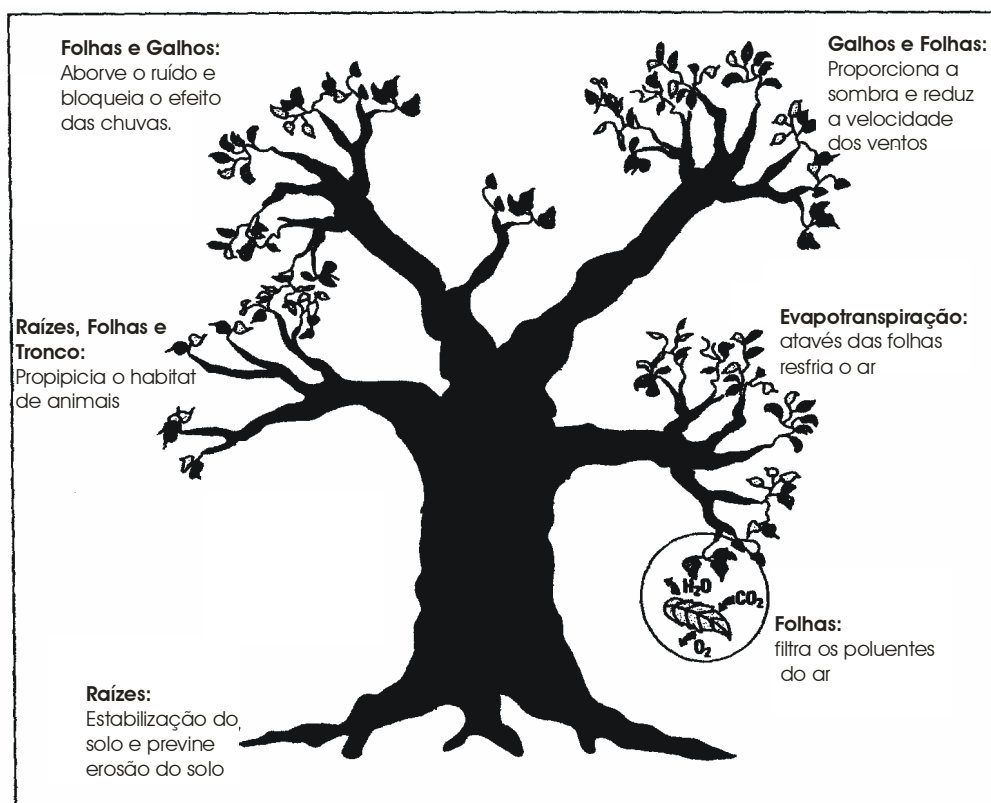 Folhas e Galhos:
Aborve o ruído e
bloqueia o efeito
das chuvas.
Galhos e Folhas:
Proporciona a
sombra e reduz
a velocidade
dos ventos
Raízes, Folhas e
Tronco:
Propipicia o habitat
de animais
Evapotranspiração:
atavés das folhas
resfria o ar
H₂O
CO₂
O₂
Folhas:
filtra os poluentes
do ar
Raízes:
Estabilização do
solo e previne
erosão do solo